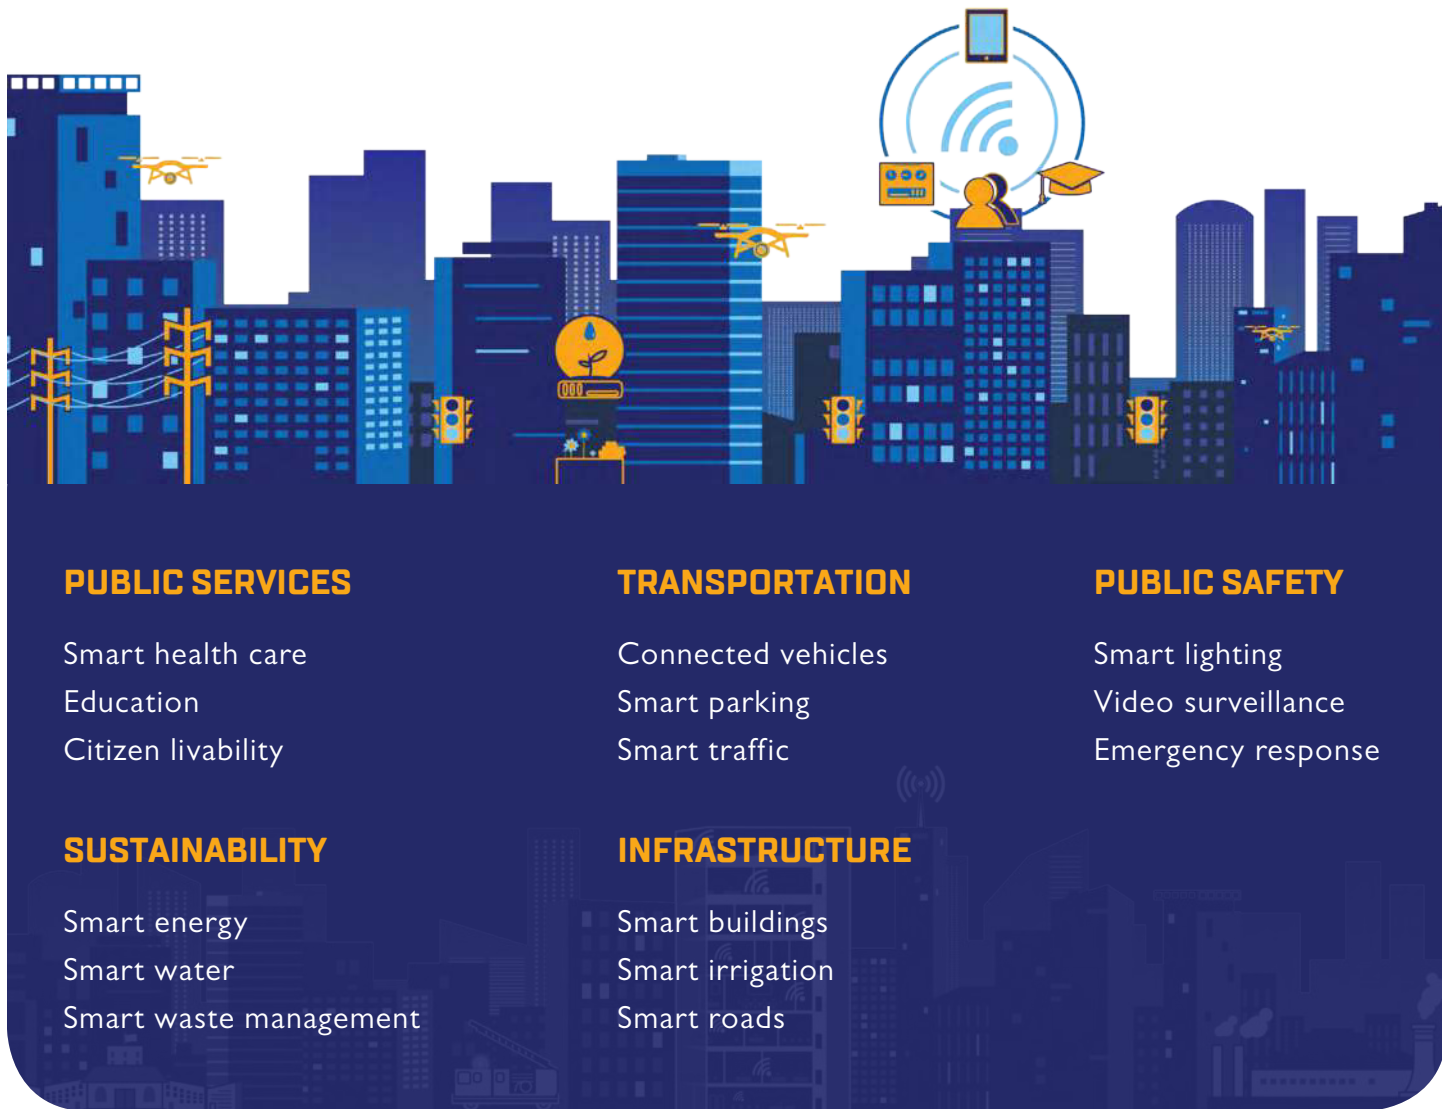 PUBLIC SERVICES
Smart health care
Education
Citizen livability
TRANSPORTATION
Connected vehicles
Smart parking
Smart traffic
PUBLIC SAFETY
Smart lighting
Video surveillance
Emergency response
SUSTAINABILITY
Smart energy
Smart water
Smart waste management
INFRASTRUCTURE
Smart buildings
Smart irrigation
Smart roads